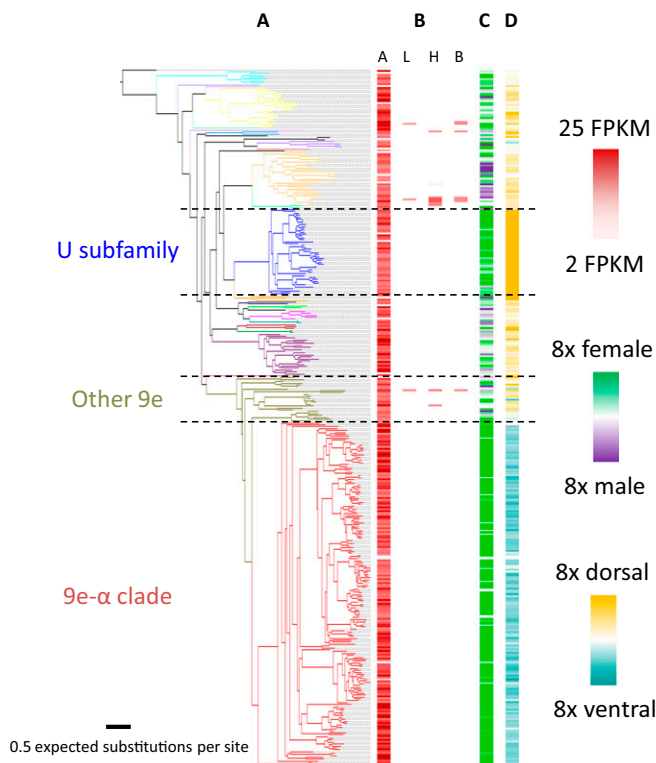 A B C D
A L H B
25 FPKM
2 FPKM
U subfamily
8x female
Other 9e
8x male
8x dorsal
9e-α clade
8x ventral
0.5 expected substitutions per site